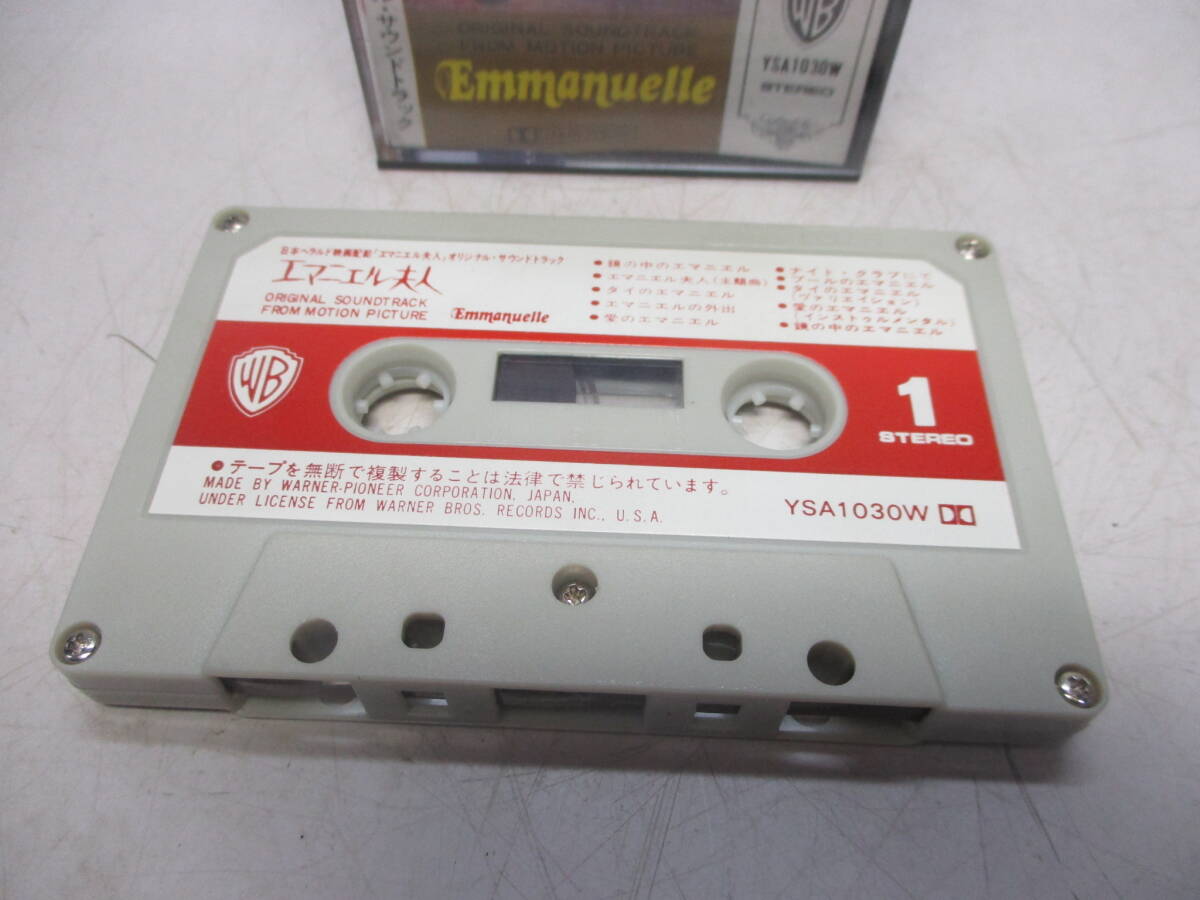 サウンドトラック
ORIGINAL SOUNDTRACK
FROM MOTION PICTURE
Emmanuelle
WB
YSA1030W
STEREO
日本ヘラルド映画配給「エマニエル夫人」オリジナル・サウンドトラック
エマニエル夫人
ORIGINAL SOUNDTRACK
FROM MOTION PICTURE
Emmanuelle
●鏡の中のエマニエル
●エマニエル夫人(主題曲)
●タイのエマニエル
●エマニエルの外出
●愛のエマニエル
●ナイト・クラブにて
●プールのエマニエル
●タイのエマニエル
(ヴァリエイション)
●愛のエマニエル
(インストゥルメンタル)
●鏡の中のエマニエル
WB
1
STEREO
●テープを無断で複製することは法律で禁じられています。
MADE BY WARNER-PIONEER CORPORATION, JAPAN,
UNDER LICENSE FROM WARNER BROS. RECORDS INC., U.S.A.
YSA1030W